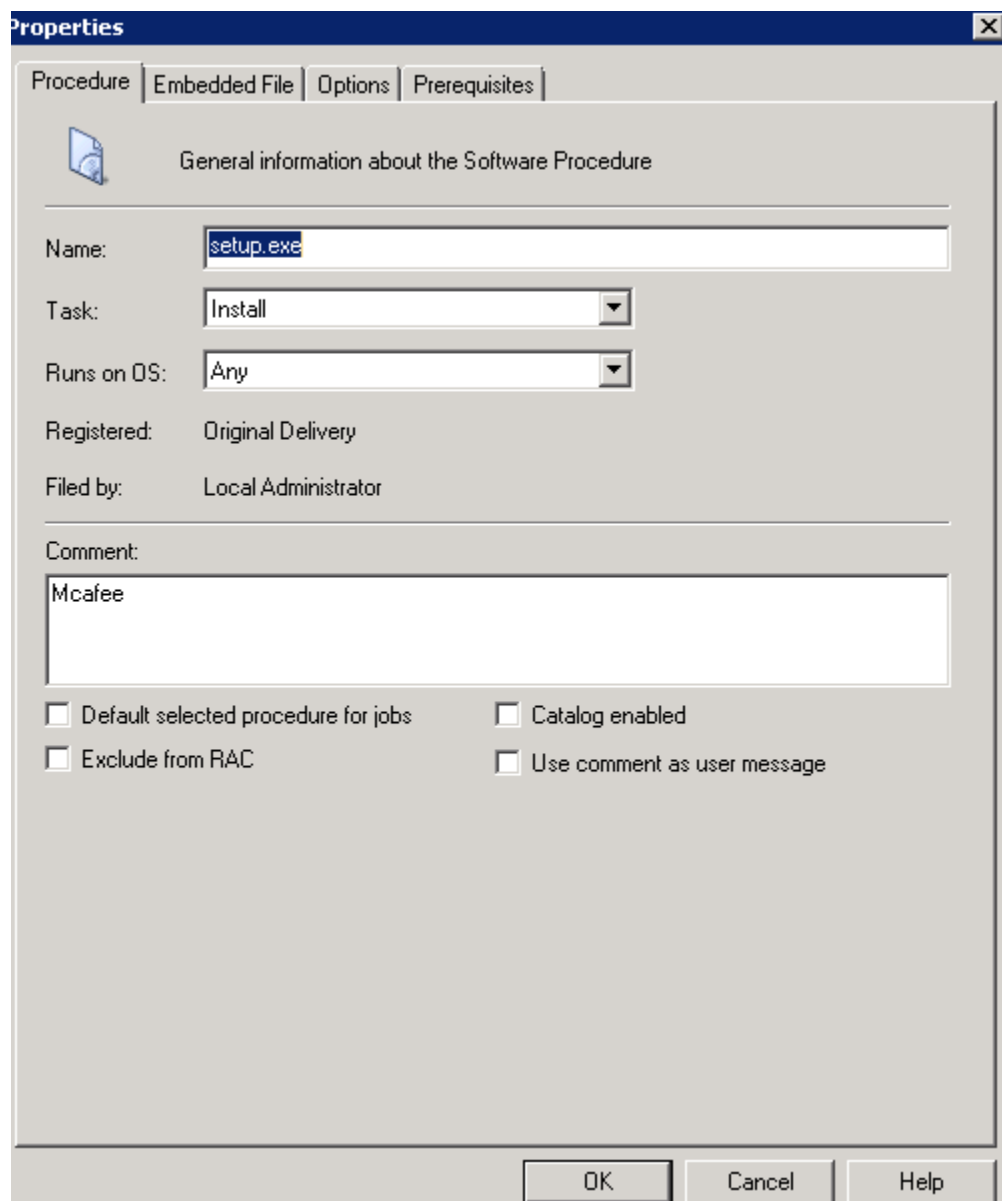 Properties
Procedure Embedded File Options Prerequisites
General information about the Software Procedure
Name: setup.exe
Task: Install
Runs on OS: Any
Registered: Original Delivery
Filed by: Local Administrator
Comment:
Mcafee
Default selected procedure for jobs Catalog enabled
Exclude from RAC Use comment as user message
OK Cancel Help